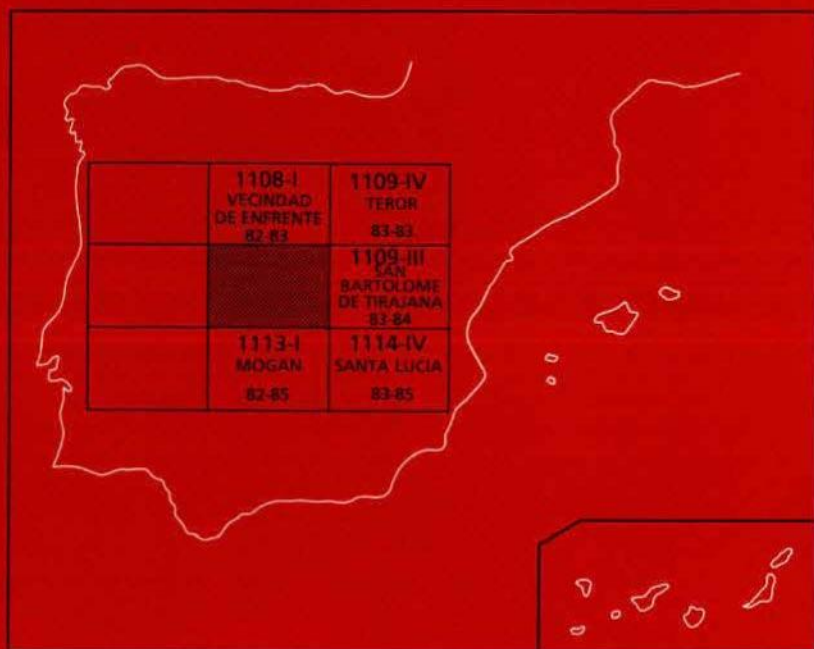 1108-I
VECINDAD
DE ENFRENTE
82-83
1109-IV
TEROR
83-83
1109-III
SAN
BARTOLOME
DE TIRAJANA
83-84
1113-I
MOGAN
82-85
1114-IV
SANTA LUCIA
83-85